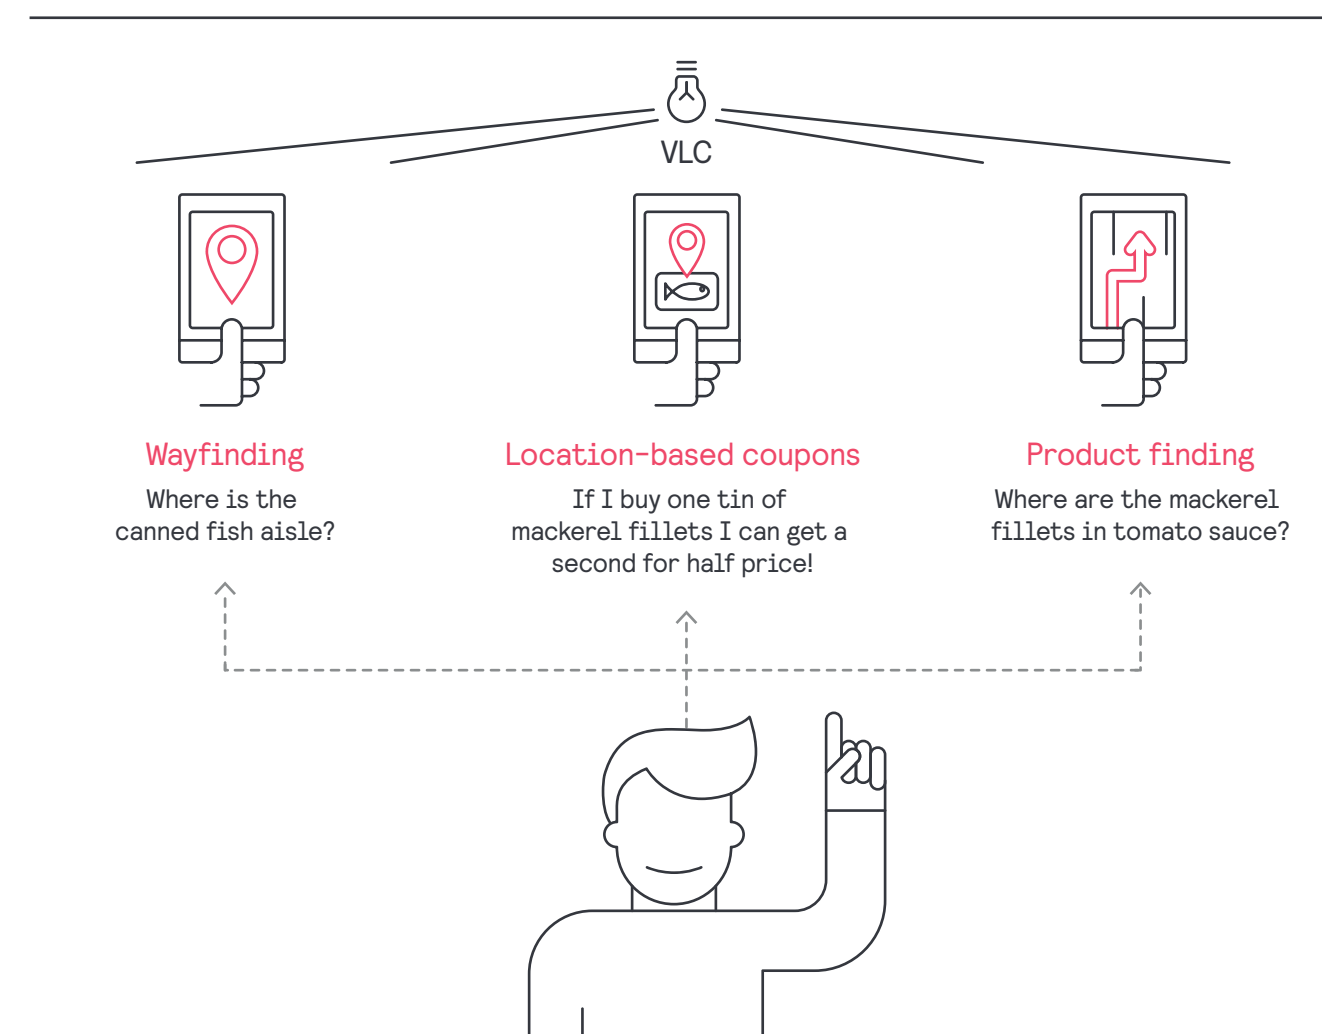 VLC
Wayfinding
Where is the
canned fish aisle?
Location-based coupons
If I buy one tin of
mackerel fillets I can get a
second for half price!
Product finding
Where are the mackerel
fillets in tomato sauce?